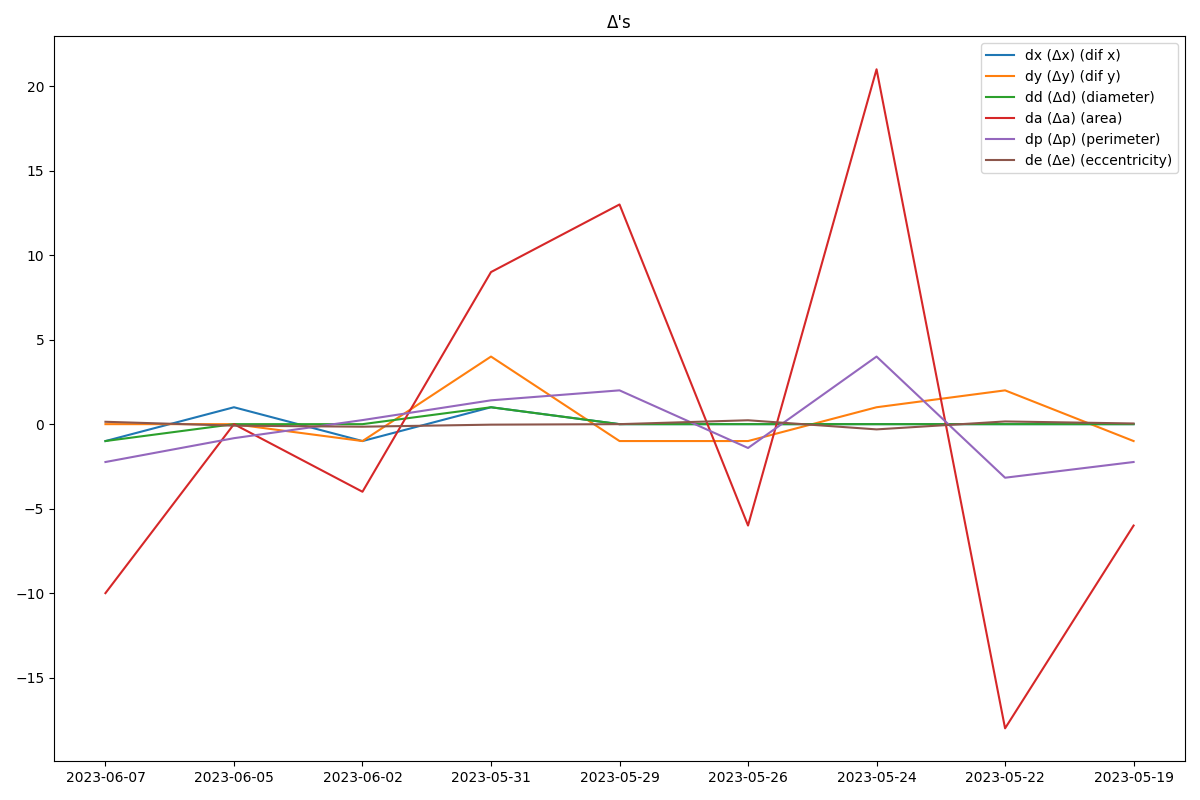 Δ's
dx (Δx) (dif x)
dy (Δy) (dif y)
dd (Δd) (diameter)
da (Δa) (area)
dp (Δp) (perimeter)
de (Δe) (eccentricity)
20
15
10
5
0
−5
−10
−15
2023-06-07 2023-06-05 2023-06-02 2023-05-31 2023-05-29 2023-05-26 2023-05-24 2023-05-22 2023-05-19